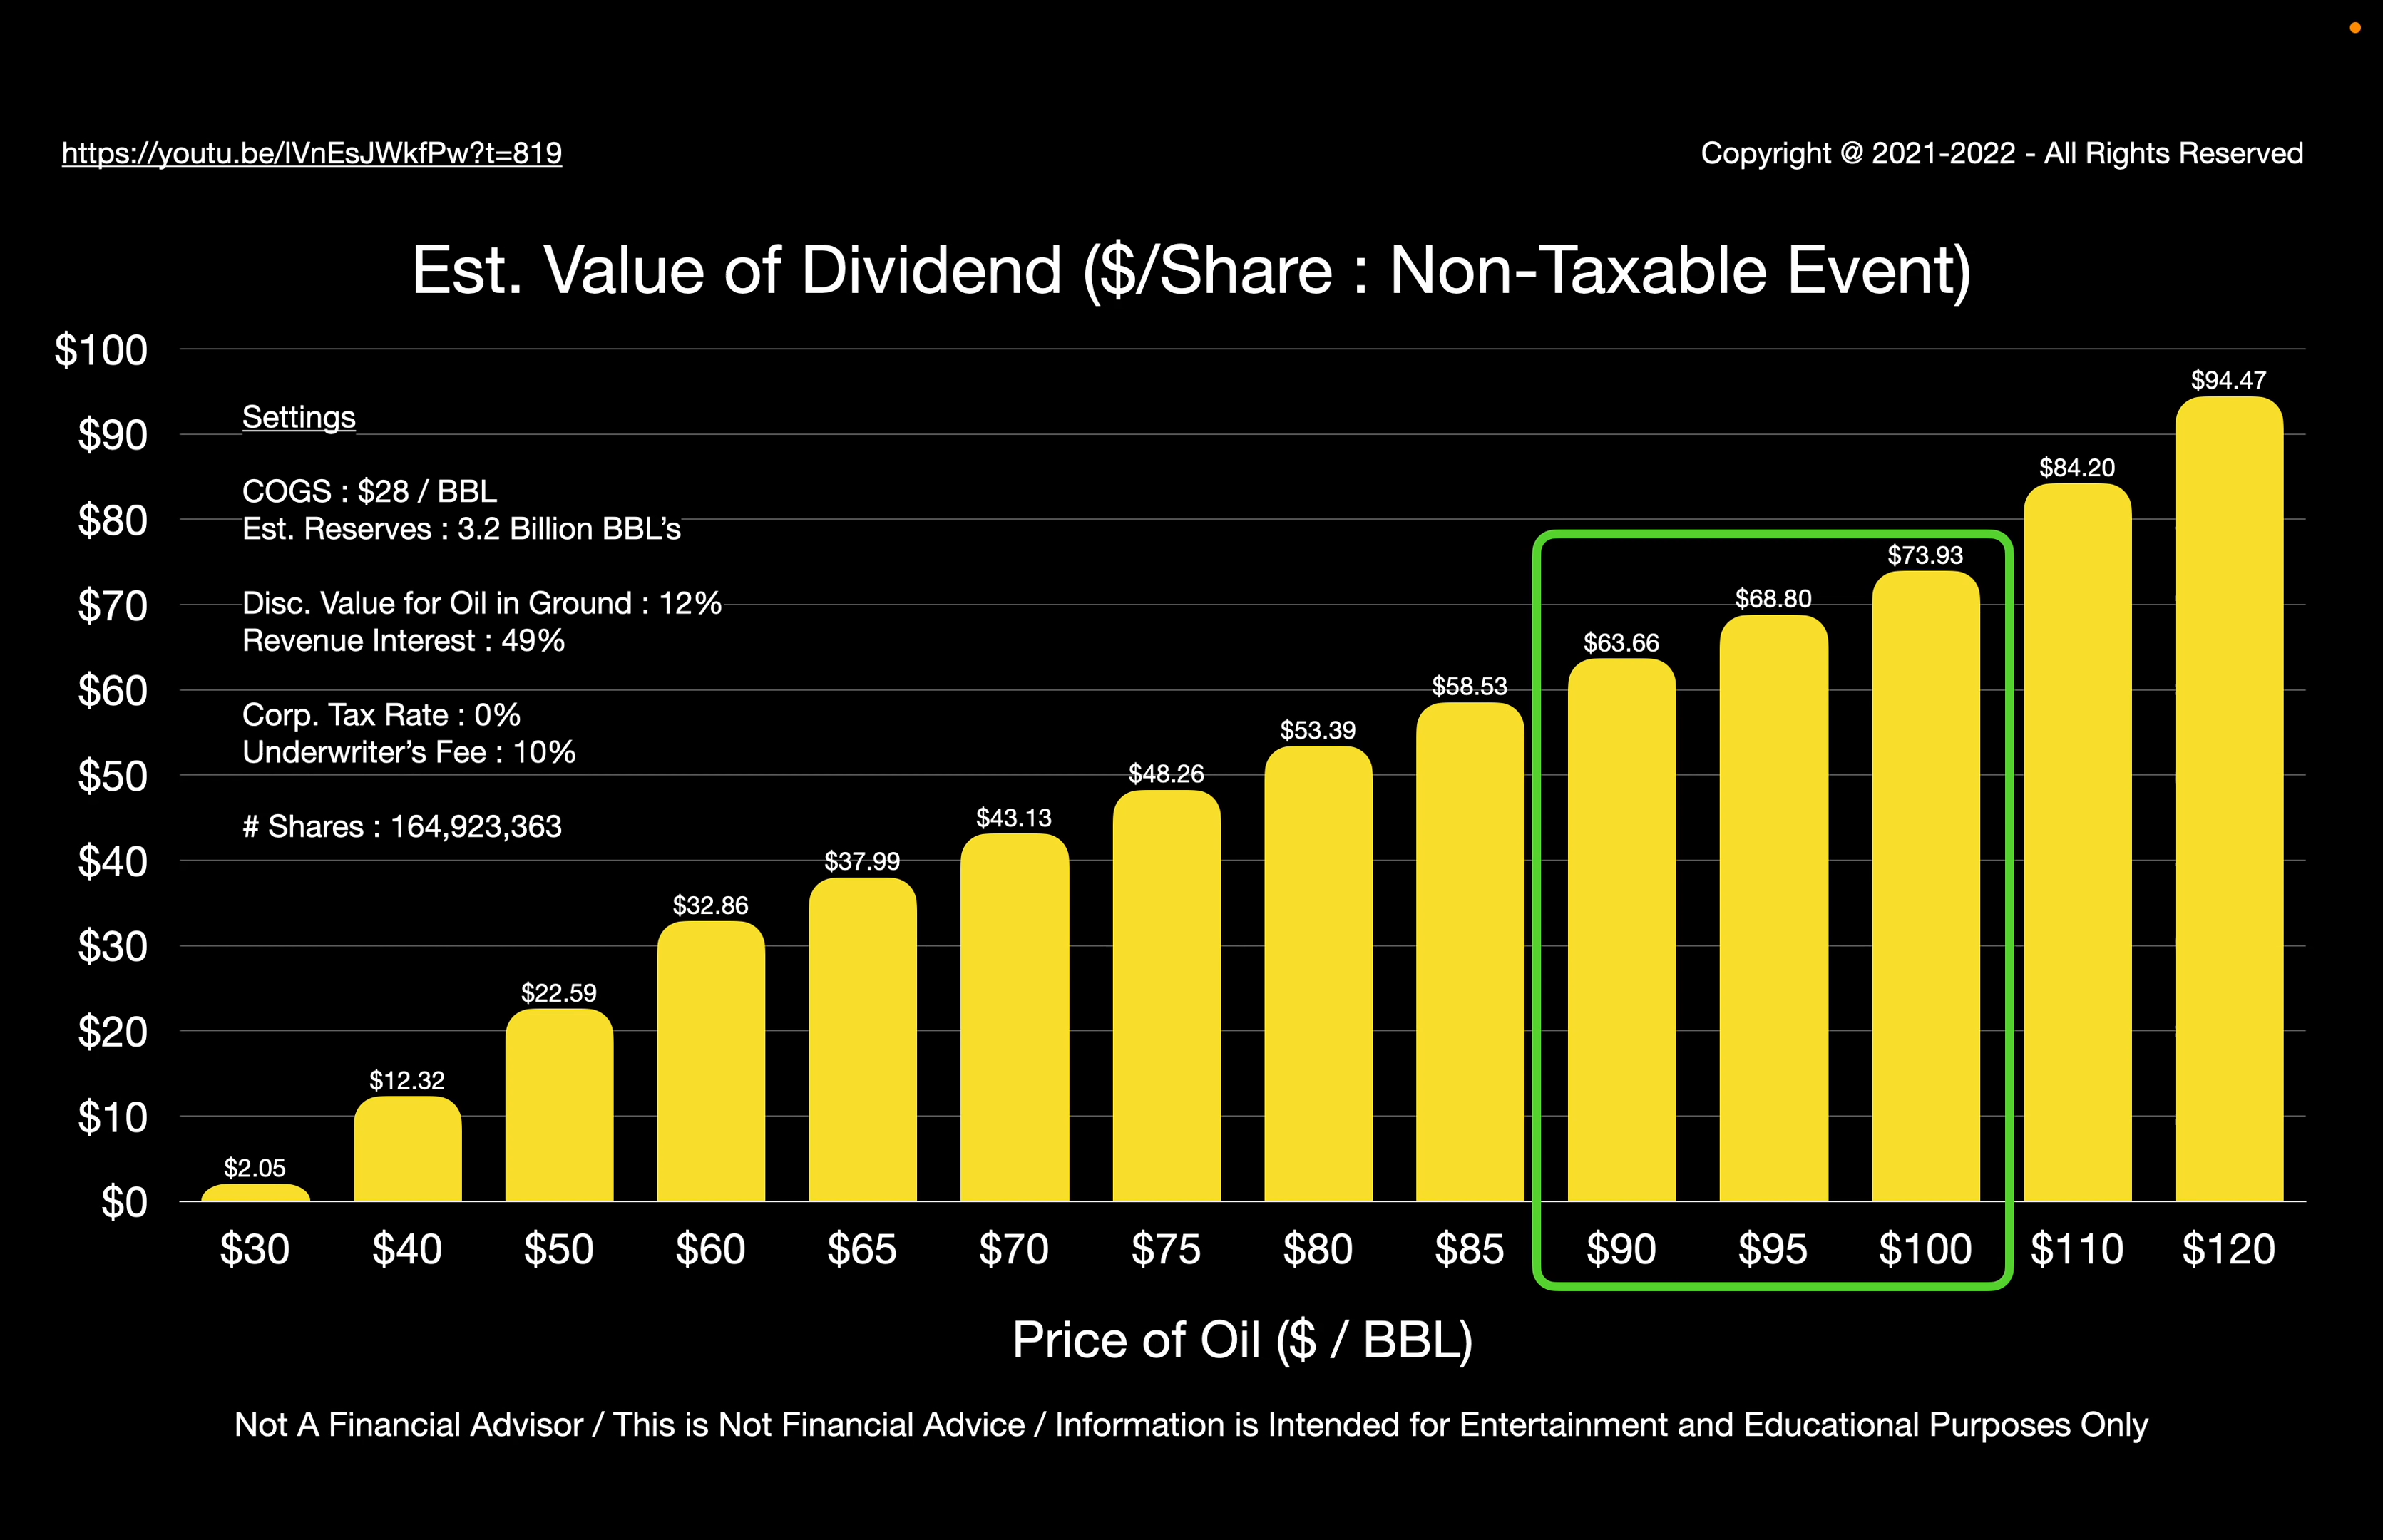 https://youtu.be/IVnEsJWkfPw?t=819
Copyright @ 2021-2022 - All Rights Reserved
Est. Value of Dividend ($/Share : Non-Taxable Event)
$100
$90
$80
$70
$60
$50
$40
$30
$20
$10
$0
Settings
COGS : $28 / BBL
Est. Reserves : 3.2 Billion BBL’s
Disc. Value for Oil in Ground : 12%
Revenue Interest : 49%
Corp. Tax Rate : 0%
Underwriter’s Fee : 10%
# Shares : 164,923,363
$2.05
$12.32
$22.59
$32.86
$37.99
$43.13
$48.26
$53.39
$58.53
$63.66
$68.80
$73.93
$84.20
$94.47
$30 $40 $50 $60 $65 $70 $75 $80 $85 $90 $95 $100 $110 $120
Price of Oil ($ / BBL)
Not A Financial Advisor / This is Not Financial Advice / Information is Intended for Entertainment and Educational Purposes Only